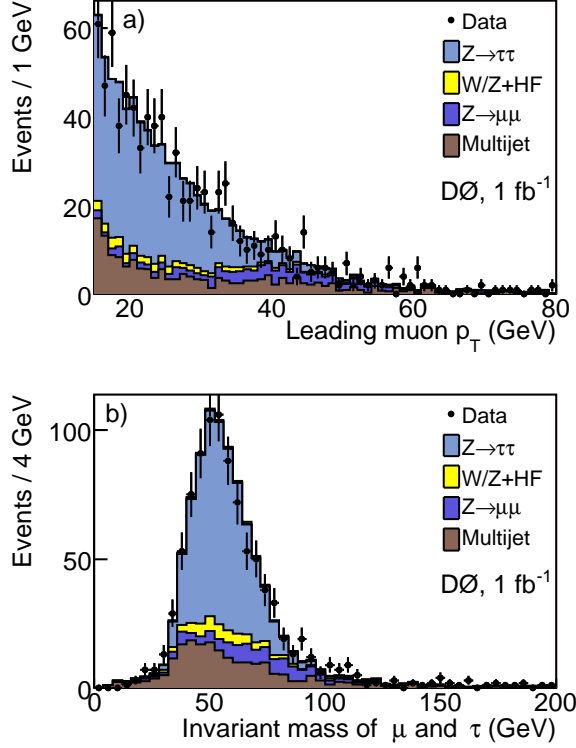 a)
Events / 1 GeV
60
40
20
0
Data
Z→ττ
W/Z+HF
Z→μμ
Multijet
DØ, 1 fb⁻¹
20 40 60 80
Leading muon p_T (GeV)
b)
Events / 4 GeV
100
50
0
Data
Z→ττ
W/Z+HF
Z→μμ
Multijet
DØ, 1 fb⁻¹
0 50 100 150 200
Invariant mass of μ and τ (GeV)